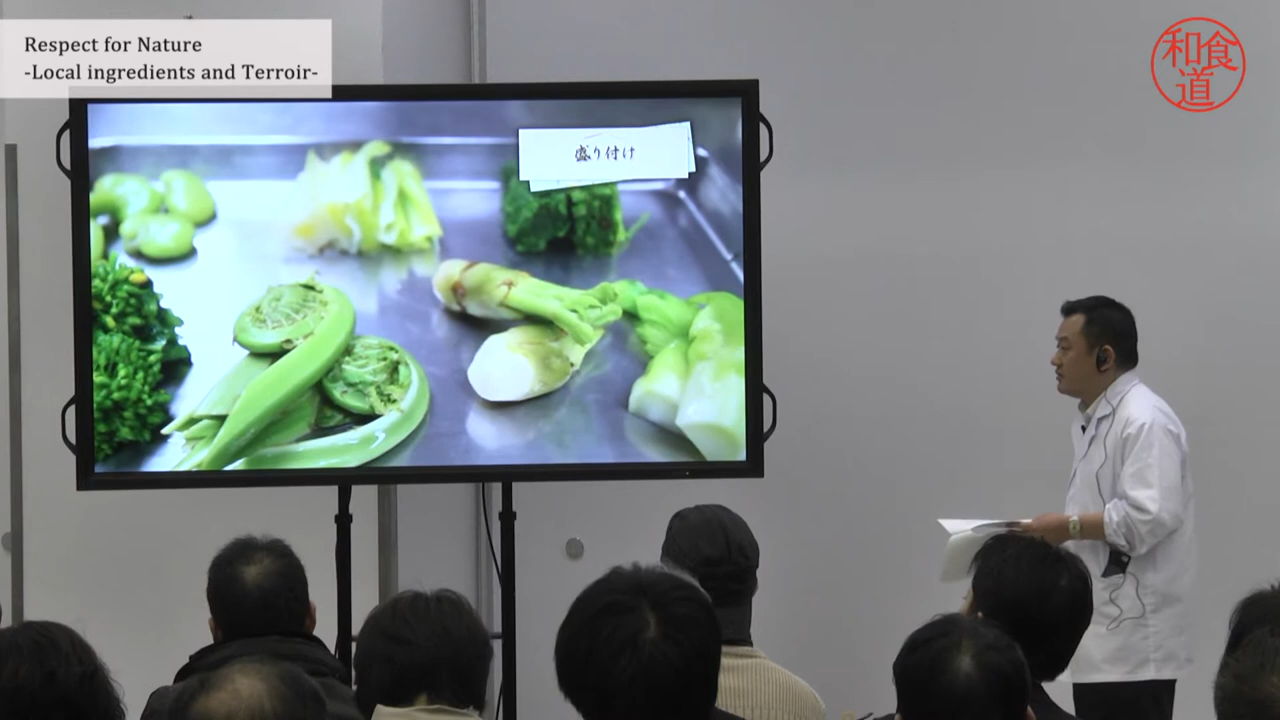 Respect for Nature
-Local ingredients and Terroir-
和食
道
盛り付け